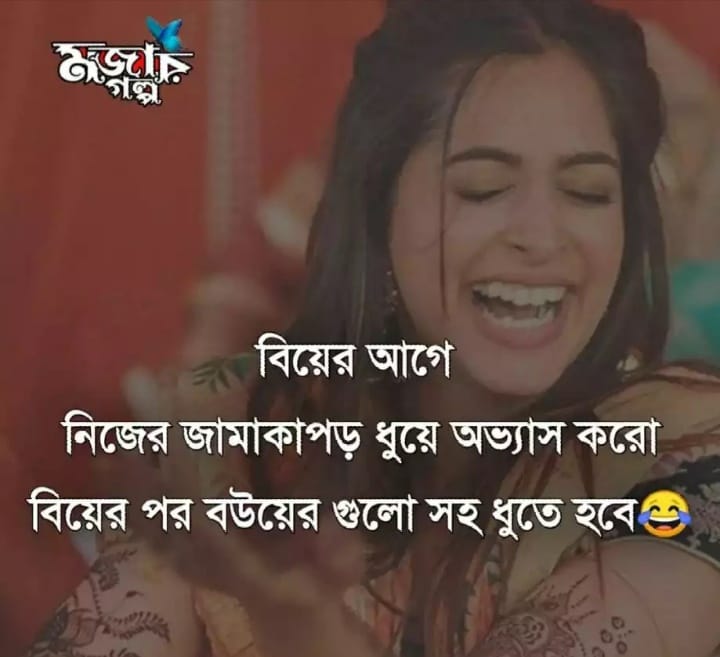 মজার
গল্প
বিয়ের আগে
নিজের জামাকাপড় ধুয়ে অভ্যাস করো
বিয়ের পর বউয়ের গুলো সহ ধুতে হবে😂